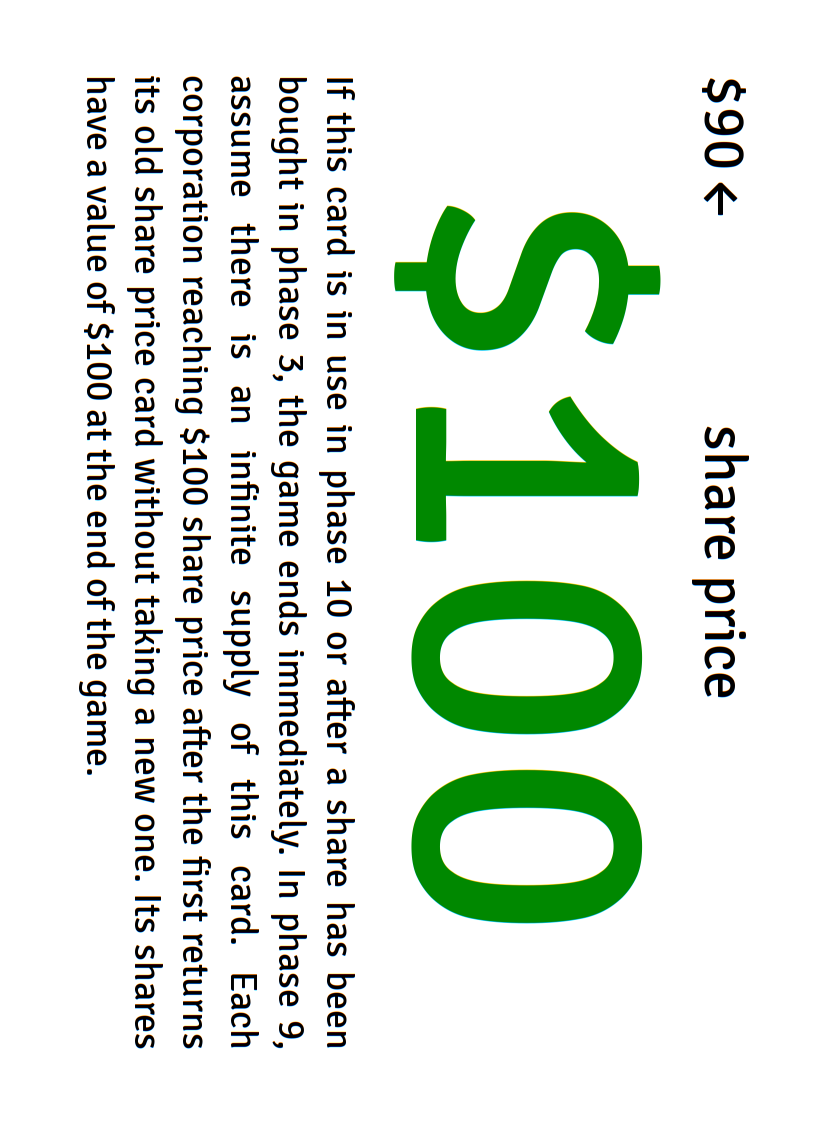 $90 ← share price
$100
If this card is in use in phase 10 or after a share has been
bought in phase 3, the game ends immediately. In phase 9,
assume there is an infinite supply of this card. Each
corporation reaching $100 share price after the first returns
its old share price card without taking a new one. Its shares
have a value of $100 at the end of the game.